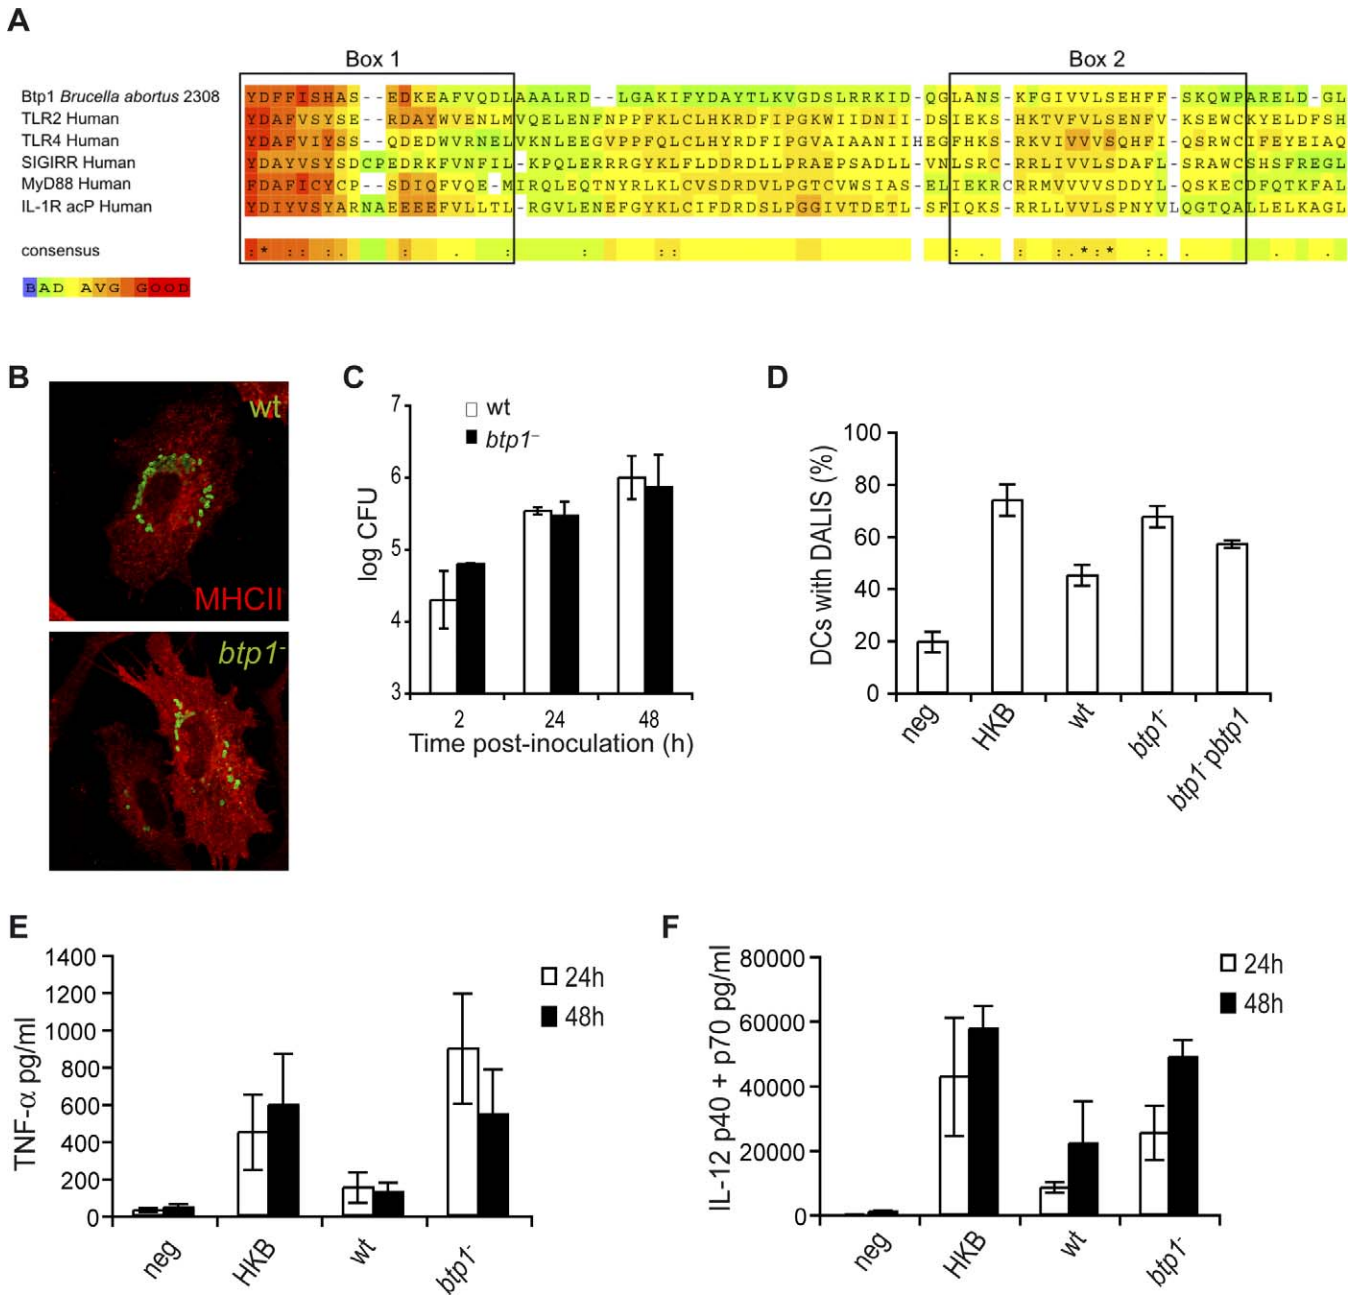 A
Box 1 Box 2
Btp1 Brucella abortus 2308 YDFFISHAS--EDKEAFVQDLAAALRD--LGAKIFYDAYTLKVGDSLRRKID-QGLANS-KFGIVVLSEHFF-SKQWPARELD-GL
TLR2 Human YDAFVSYSE--RDAYWVENLMVQELENFNPPFKLCLHKRDFIPGKWIIDNII-DSIEKS-HKTVFVLSENFV-KSEWCKYELDFSH
TLR4 Human YDAFVIYSS--QDEDWVRNELVKNLEEGVPPFQLCLHYRDFIPGVAIAANIIHEGFHKS-RKVIVVVSQHFI-QSRWCIFEYEIAQ
SIGIRR Human YDAYVSYSDCPEDRKFVNFIL-KPQLERRRGYKLFLDDRDLLPRAEPSADLL-VNLSRC-RRLIVVLSDAFL-SRAWCSHSFREGL
MyD88 Human FDAFICYCP--SDIQFVQE-MIRQLEQTNYRLKLCVSDRDVLPGTCVWSIAS-ELIEKRCRRMVVVVSDDYL-QSKECDFQTKFAL
IL-1R acP Human YDIYVSYARNAEEEEFVLLTL-RGVLENEFGYKLCIFDRDSLPGGIVTDETL-SFIQKS-RRLLVVLSPNYVLQGTQALLELKAGL
consensus :* :: :. : . : : :: : . : :.*:* :. . . .
BAD AVG GOOD
B
wt
MHCII
btp1-
C
wt
btp1-
log CFU
7
6
5
4
3
2 24 48
Time post-inoculation (h)
D
DCs with DALIS (%)
100
80
60
40
20
0
neg HKB wt btp1- btp1- pbtp1
E
TNF-α pg/ml
1400
1200
1000
800
600
400
200
0
24h
48h
neg HKB wt btp1-
F
IL-12 p40 + p70 pg/ml
80000
60000
40000
20000
0
24h
48h
neg HKB wt btp1-